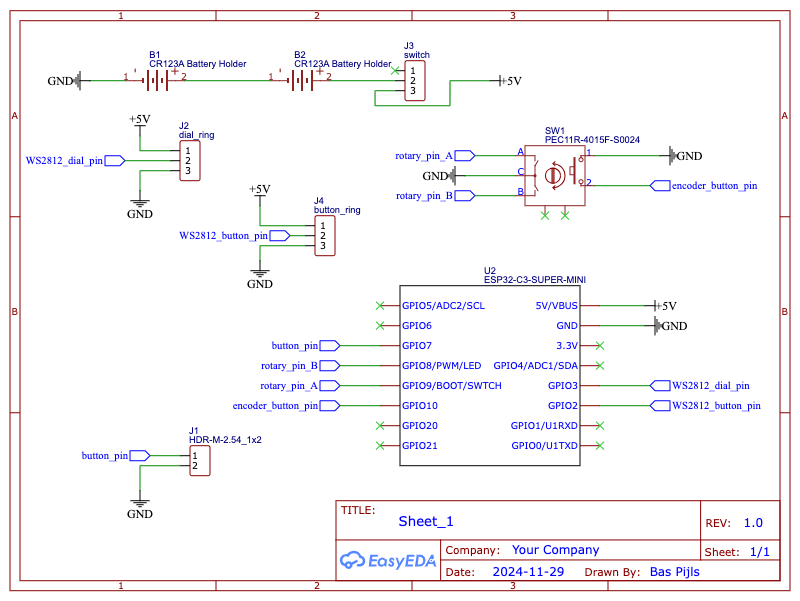 1 2 3
A A
B B
B1
CR123A Battery Holder
B2
CR123A Battery Holder
J3
switch
GND
1 + 2
1 + 2
1
2
3
+5V
+5V
J2
dial_ring
WS2812_dial_pin
1
2
3
GND
SW1
PEC11R-4015F-S0024
rotary_pin_A
A
1
GND
GND
C
rotary_pin_B
B
2
encoder_button_pin
+5V
J4
button_ring
WS2812_button_pin
1
2
3
GND
U2
ESP32-C3-SUPER-MINI
GPIO5/ADC2/SCL 5V/VBUS +5V
GPIO6 GND GND
button_pin GPIO7 3.3V
rotary_pin_B GPIO8/PWM/LED GPIO4/ADC1/SDA
rotary_pin_A GPIO9/BOOT/SWTCH GPIO3 WS2812_dial_pin
encoder_button_pin GPIO10 GPIO2 WS2812_button_pin
GPIO20 GPIO1/U1RXD
GPIO21 GPIO0/U1TXD
J1
HDR-M-2.54_1x2
button_pin
1
2
GND
TITLE:
Sheet_1
REV: 1.0
EasyEDA
Company: Your Company
Sheet: 1/1
Date: 2024-11-29 Drawn By: Bas Pijls
1 2 3